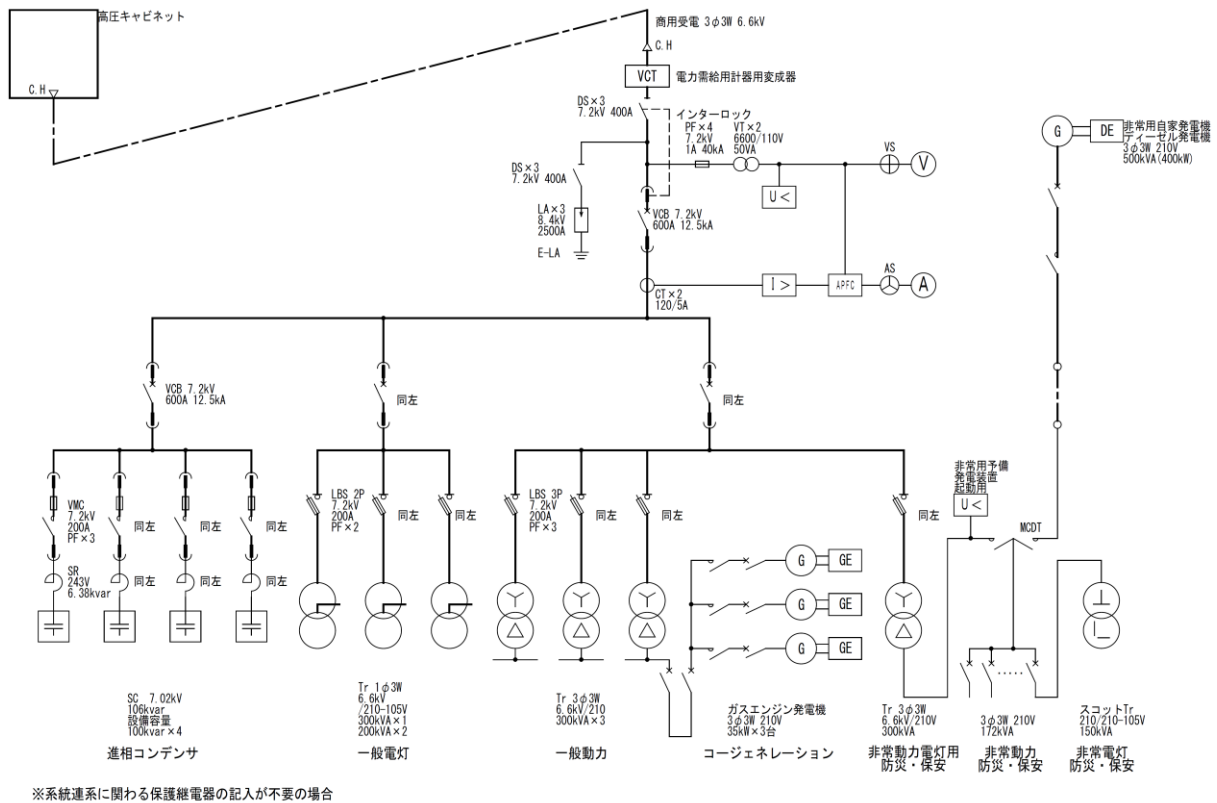 高圧キャビネット
C.H
商用受電 3φ3W 6.6kV
C.H
VCT
電力需給用計器用変成器
DS×3
7.2kV 400A
インターロック
PF×4
7.2kV
1A 40kA
VT×2
6600/110V
50VA
VS
V
U<
DS×3
7.2kV 400A
LA×3
8.4kV
2500A
E-LA
VCB 7.2kV
600A 12.5kA
CT×2
120/5A
I>
APFC
AS
A
G
DE
非常用自家発電機
ディーゼル発電機
3φ3W 210V
500kVA(400kW)
VCB 7.2kV
600A 12.5kA
同左
同左
VMC
7.2kV
200A
PF×3
同左
同左
同左
SR
243V
6.38kvar
同左
同左
同左
LBS 2P
7.2kV
200A
PF×2
同左
同左
LBS 3P
7.2kV
200A
PF×3
同左
同左
同左
非常用予備
発電装置
起動用
U<
MCDT
G
GE
G
GE
G
GE
SC 7.02kV
106kvar
設備容量
100kvar×4
進相コンデンサ
Tr 1φ3W
6.6kV
/210-105V
300kVA×1
200kVA×2
一般電灯
Tr 3φ3W
6.6kV/210
300kVA×3
一般動力
ガスエンジン発電機
3φ3W 210V
35kW×3台
コージェネレーション
Tr 3φ3W
6.6kV/210V
300kVA
非常動力電灯用
防災・保安
3φ3W 210V
172kVA
非常動力
防災・保安
スコットTr
210/210-105V
150kVA
非常電灯
防災・保安
※系統連系に関わる保護継電器の記入が不要の場合